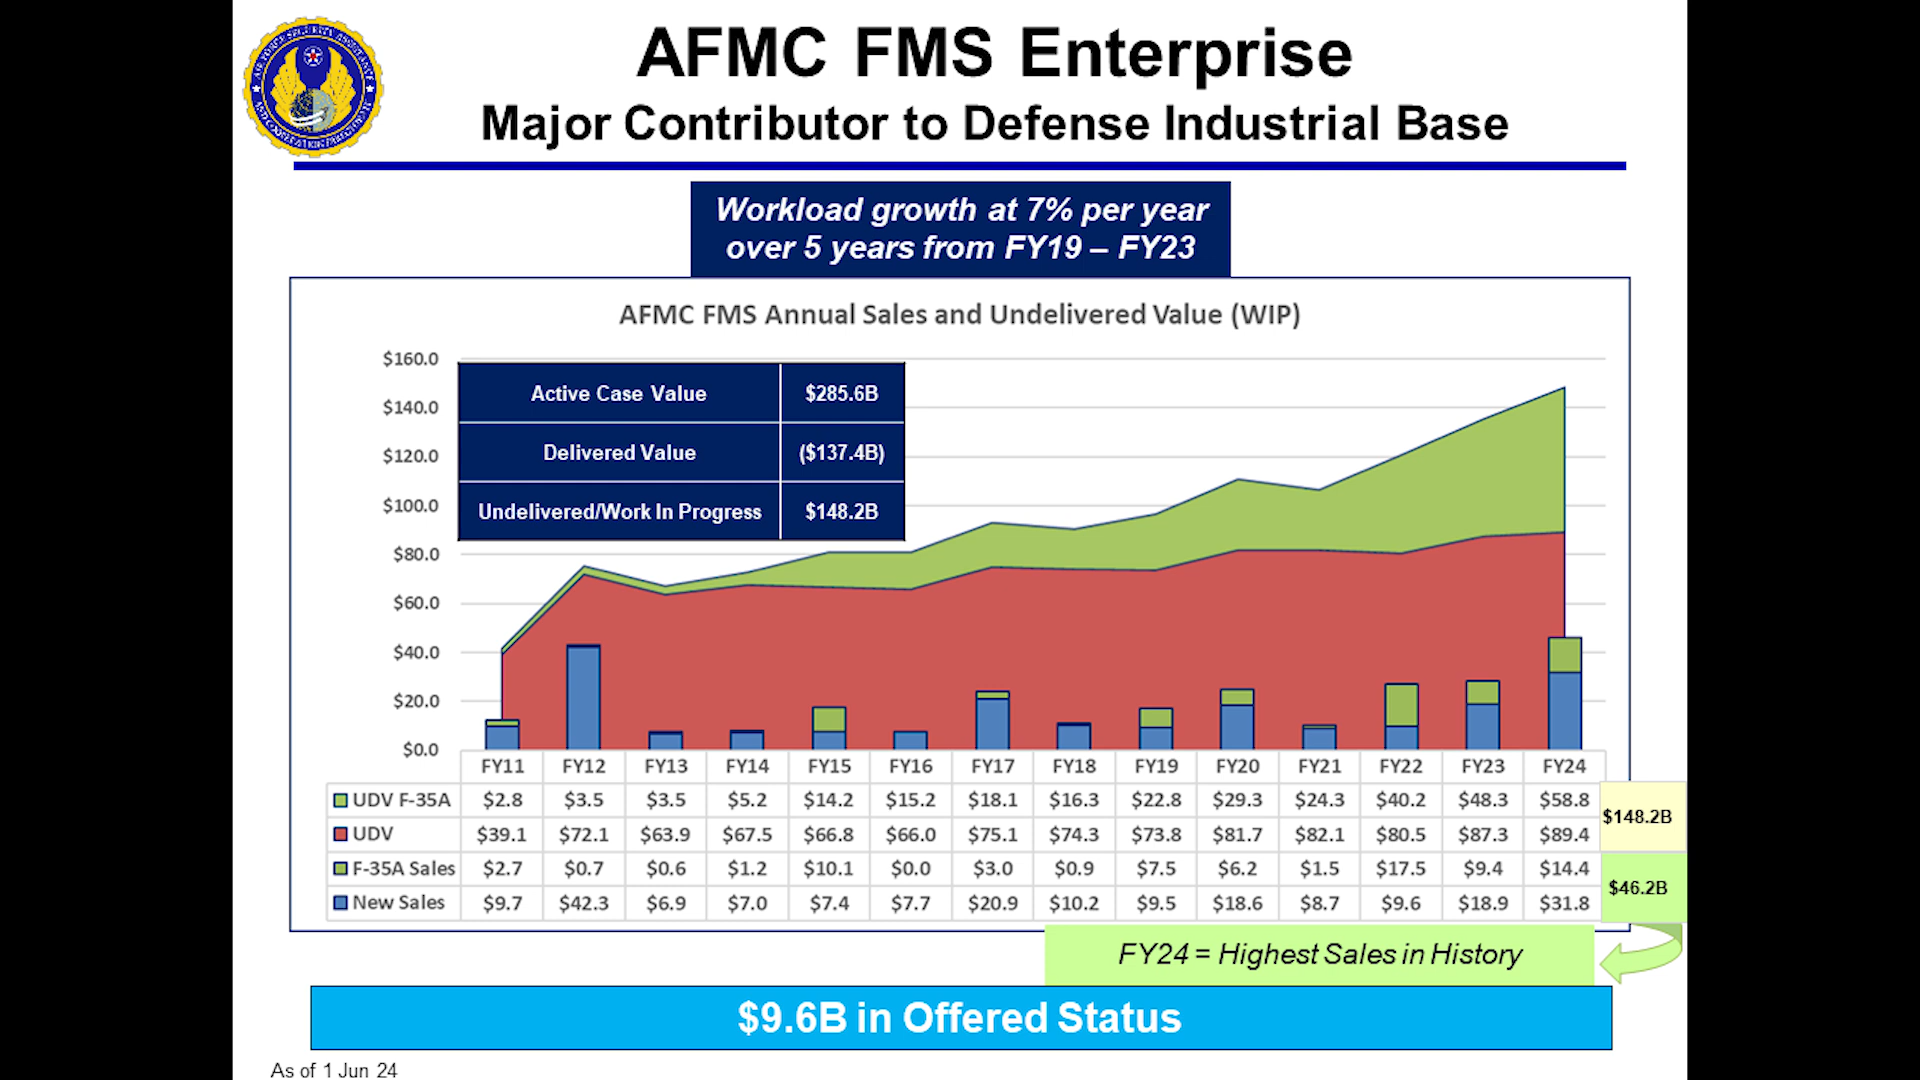 AFMC FMS Enterprise
Major Contributor to Defense Industrial Base
Workload growth at 7% per year
over 5 years from FY19 – FY23
AFMC FMS Annual Sales and Undelivered Value (WIP)
$160.0
$140.0
$120.0
$100.0
$80.0
$60.0
$40.0
$20.0
$0.0
Active Case Value $285.6B
Delivered Value ($137.4B)
Undelivered/Work In Progress $148.2B
FY11 FY12 FY13 FY14 FY15 FY16 FY17 FY18 FY19 FY20 FY21 FY22 FY23 FY24
UDV F-35A $2.8 $3.5 $3.5 $5.2 $14.2 $15.2 $18.1 $16.3 $22.8 $29.3 $24.3 $40.2 $48.3 $58.8
UDV $39.1 $72.1 $63.9 $67.5 $66.8 $66.0 $75.1 $74.3 $73.8 $81.7 $82.1 $80.5 $87.3 $89.4
$148.2B
F-35A Sales $2.7 $0.7 $0.6 $1.2 $10.1 $0.0 $3.0 $0.9 $7.5 $6.2 $1.5 $17.5 $9.4 $14.4
New Sales $9.7 $42.3 $6.9 $7.0 $7.4 $7.7 $20.9 $10.2 $9.5 $18.6 $8.7 $9.6 $18.9 $31.8
$46.2B
FY24 = Highest Sales in History
$9.6B in Offered Status
As of 1 Jun 24